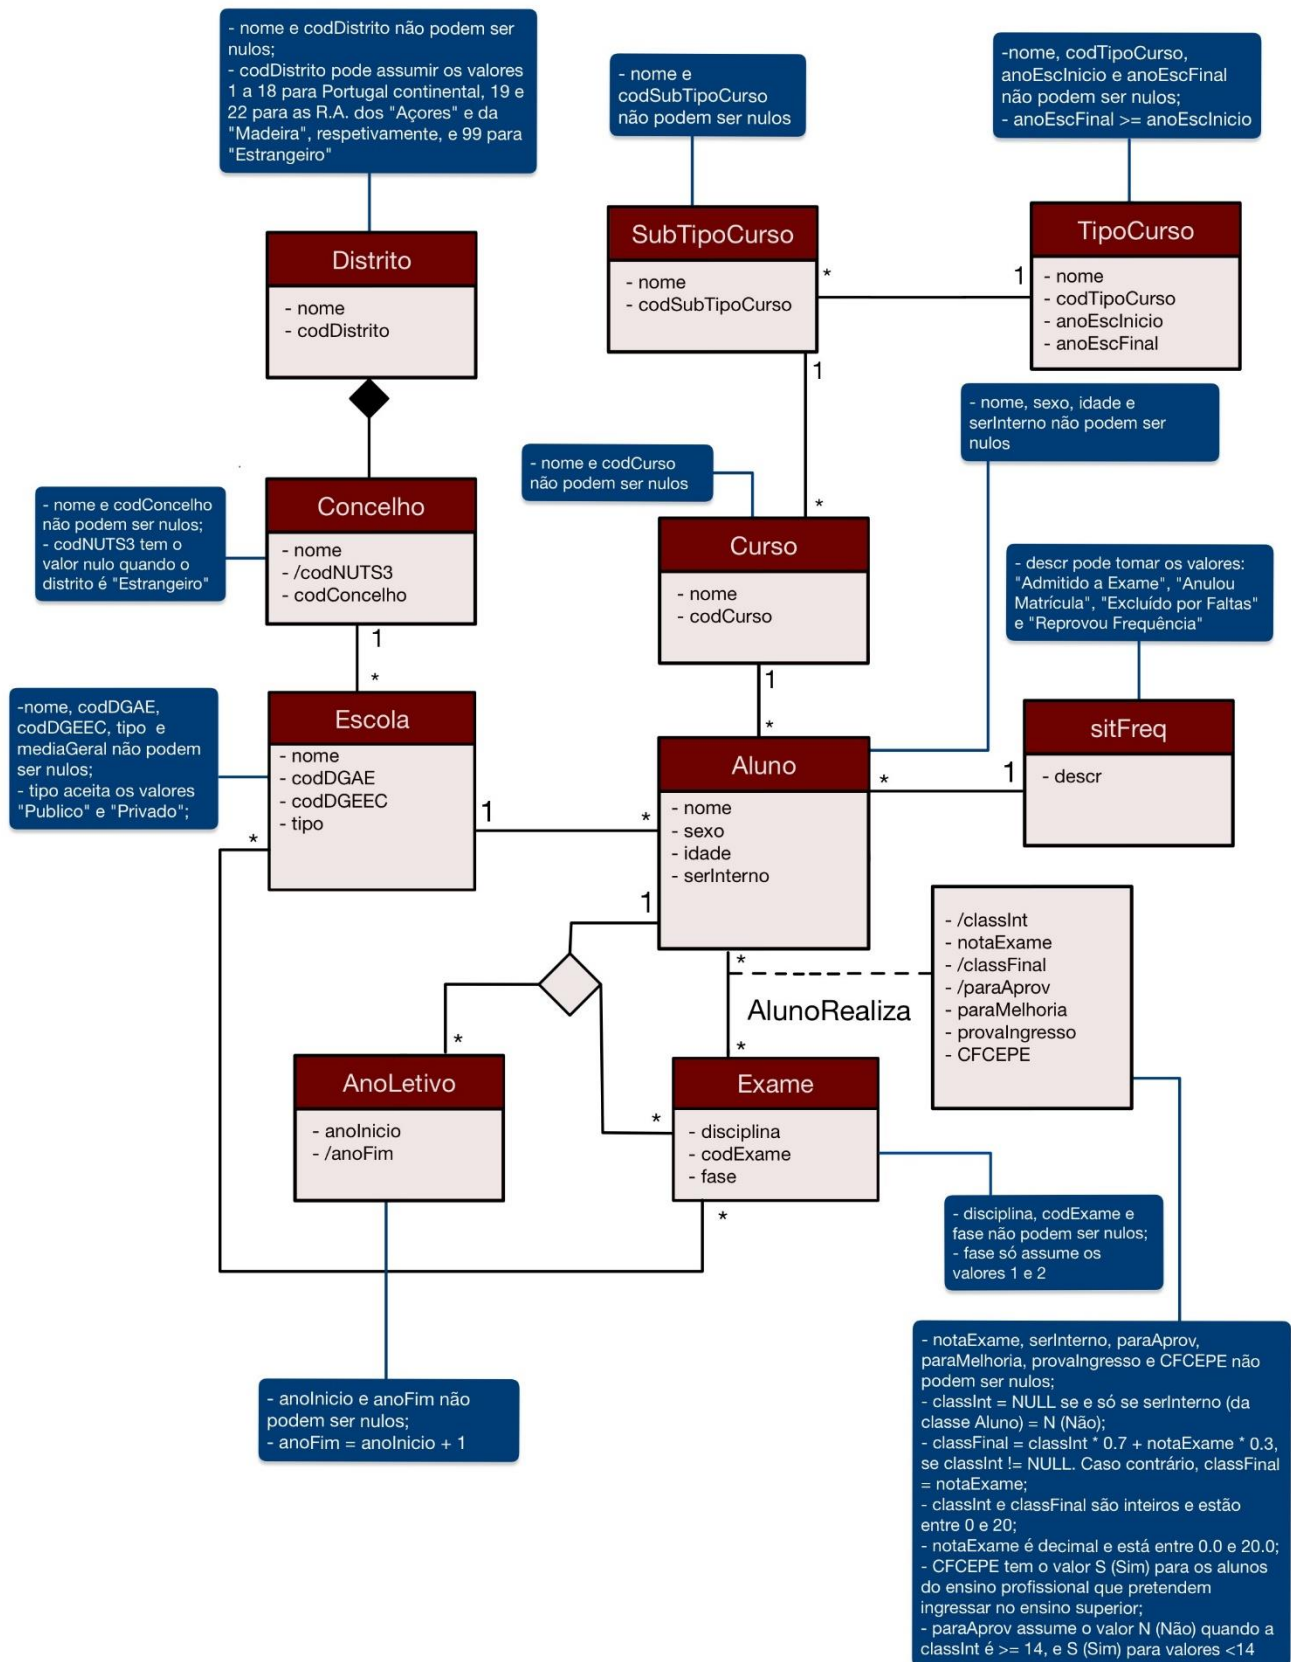 - nome e codDistrito não podem ser
nulos;
- codDistrito pode assumir os valores
1 a 18 para Portugal continental, 19 e
22 para as R.A. dos "Açores" e da
"Madeira", respetivamente, e 99 para
"Estrangeiro"
- nome e
codSubTipoCurso
não podem ser nulos
-nome, codTipoCurso,
anoEscInicio e anoEscFinal
não podem ser nulos;
- anoEscFinal >= anoEscInicio
Distrito
- nome
- codDistrito
SubTipoCurso
- nome
- codSubTipoCurso
*
1
TipoCurso
- nome
- codTipoCurso
- anoEscInicio
- anoEscFinal
1
*
- nome, sexo, idade e
serInterno não podem ser
nulos
- nome e codCurso
não podem ser nulos
- nome e codConcelho
não podem ser nulos;
- codNUTS3 tem o
valor nulo quando o
distrito é "Estrangeiro"
Concelho
- nome
- /codNUTS3
- codConcelho
1
*
Curso
- nome
- codCurso
1
*
- descr pode tomar os valores:
"Admitido a Exame", "Anulou
Matrícula", "Excluído por Faltas"
e "Reprovou Frequência"
-nome, codDGAE,
codDGEEC, tipo e
mediaGeral não podem
ser nulos;
- tipo aceita os valores
"Publico" e "Privado";
Escola
- nome
- codDGAE
- codDGEEC
- tipo
1
*
*
Aluno
- nome
- sexo
- idade
- serInterno
*
1
sitFreq
- descr
1
*
*
AlunoRealiza
- /classInt
- notaExame
- /classFinal
- /paraAprov
- paraMelhoria
- provaIngresso
- CFCEPE
*
AnoLetivo
- anoInicio
- /anoFim
*
Exame
- disciplina
- codExame
- fase
*
- disciplina, codExame e
fase não podem ser nulos;
- fase só assume os
valores 1 e 2
- anoInicio e anoFim não
podem ser nulos;
- anoFim = anoInicio + 1
- notaExame, serInterno, paraAprov,
paraMelhoria, provaIngresso e CFCEPE não
podem ser nulos;
- classInt = NULL se e só se serInterno (da
classe Aluno) = N (Não);
- classFinal = classInt * 0.7 + notaExame * 0.3,
se classInt != NULL. Caso contrário, classFinal
= notaExame;
- classInt e classFinal são inteiros e estão
entre 0 e 20;
- notaExame é decimal e está entre 0.0 e 20.0;
- CFCEPE tem o valor S (Sim) para os alunos
do ensino profissional que pretendem
ingressar no ensino superior;
- paraAprov assume o valor N (Não) quando a
classInt é >= 14, e S (Sim) para valores <14